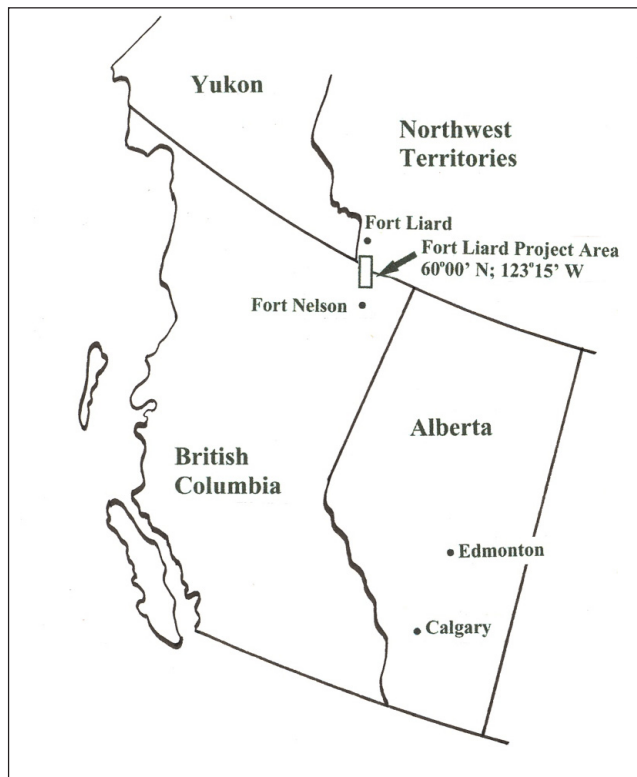 Yukon
Northwest
Territories
Fort Liard
Fort Liard Project Area
60°00' N; 123°15' W
Fort Nelson
Alberta
British
Columbia
Edmonton
Calgary